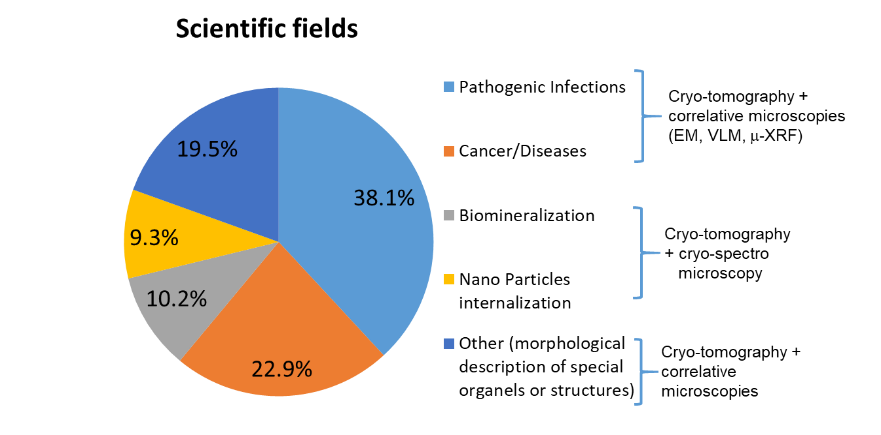 Scientific fields
19.5%
38.1%
9.3%
10.2%
22.9%
Pathogenic Infections
Cancer/Diseases
Biomineralization
Nano Particles
internalization
Other (morphological
description of special
organels or structures)
Cryo-tomography +
correlative microscopies
(EM, VLM, μ-XRF)
Cryo-tomography
+ cryo-spectro
microscopy
Cryo-tomography +
correlative
microscopies